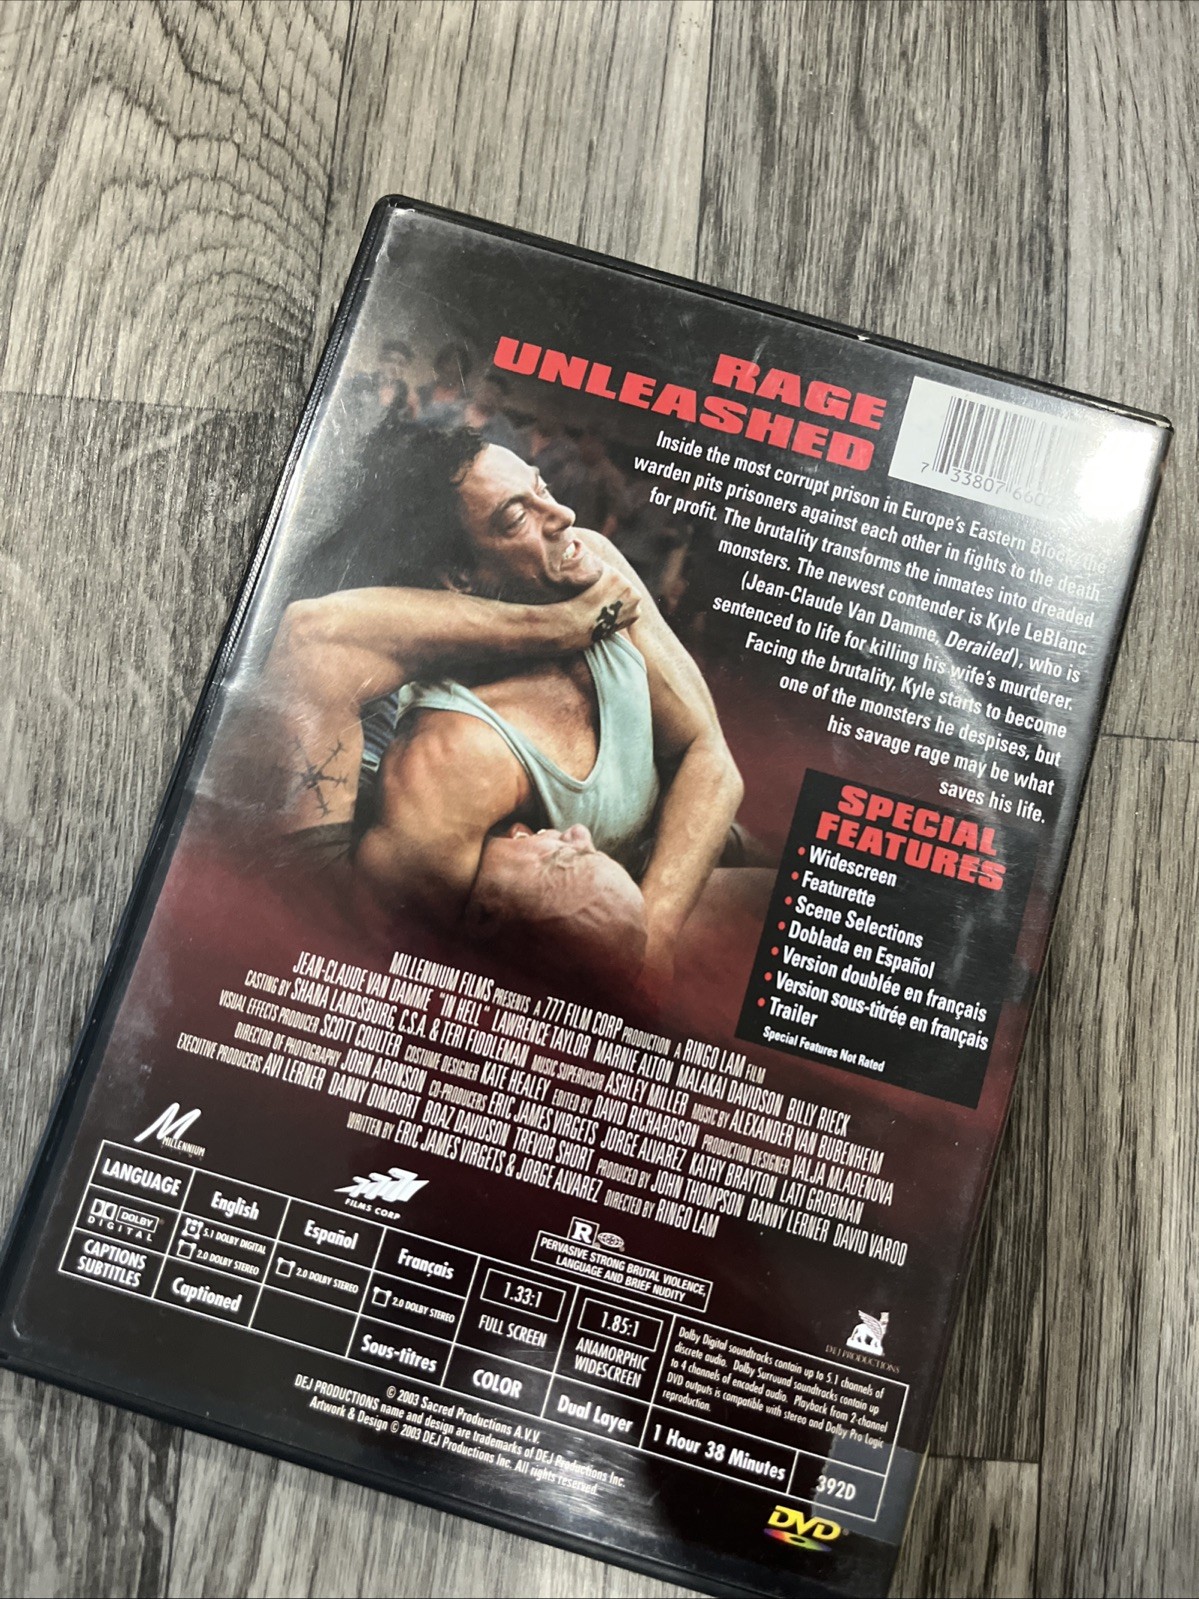 RAGE
UNLEASHED
7 33807 660
Inside the most corrupt prison in Europe's Eastern Block, the
warden pits prisoners against each other in fights to the death
for profit. The brutality transforms the inmates into dreaded
monsters. The newest contender is Kyle LeBlanc
(Jean-Claude Van Damme, Derailed), who is
sentenced to life for killing his wife's murderer.
Facing the brutality, Kyle starts to become
one of the monsters he despises, but
his savage rage may be what
saves his life.
SPECIAL
FEATURES
• Widescreen
• Featurette
• Scene Selections
• Doblada en Español
• Version doublée en français
• Version sous-titrée en français
• Trailer
Special Features Not Rated
MILLENNIUM FILMS PRESENTS A 777 FILM CORP PRODUCTION A RINGO LAM FILM
JEAN-CLAUDE VAN DAMME "IN HELL" LAWRENCE TAYLOR MARNIE ALTON MALAKAI DAVIDSON BILLY RIECK
CASTING BY SHANA LANDSBURG, C.S.A. & TERI FIDDLEMAN MUSIC SUPERVISOR ASHLEY MILLER MUSIC BY ALEXANDER VAN BUBENHEIM
VISUAL EFFECTS PRODUCER SCOTT COULTER COSTUME DESIGNER KATE HEALEY EDITED BY DAVID RICHARDSON PRODUCTION DESIGNER VALJA MLADENOVA
DIRECTOR OF PHOTOGRAPHY JOHN ARONSON CO-PRODUCERS ERIC JAMES VIRGETS JORGE ALVAREZ KATHY BRAYTON LATI GROBMAN
EXECUTIVE PRODUCERS AVI LERNER DANNY DIMBORT BOAZ DAVIDSON TREVOR SHORT PRODUCED BY JOHN THOMPSON DANNY LERNER DAVID VAROD
WRITTEN BY ERIC JAMES VIRGETS & JORGE ALVAREZ DIRECTED BY RINGO LAM
MILLENNIUM
777
FILMS CORP
R
PERVASIVE STRONG BRUTAL VIOLENCE,
LANGUAGE AND BRIEF NUDITY
DEJ PRODUCTIONS
LANGUAGE
English
Español
Français
DOLBY
DIGITAL
5.1 DOLBY DIGITAL
2.0 DOLBY STEREO
2.0 DOLBY STEREO
2.0 DOLBY STEREO
CAPTIONS
SUBTITLES
Captioned
Sous-titres
1.33:1
FULL SCREEN
1.85:1
ANAMORPHIC
WIDESCREEN
COLOR
Dual Layer
Dolby Digital soundtracks contain up to 5.1 channels of
discrete audio. Dolby Surround soundtracks contain up
to 4 channels of encoded audio. Playback from 2-channel
DVD outputs is compatible with stereo and Dolby Pro Logic
reproduction.
1 Hour 38 Minutes
392D
© 2003 Sacred Productions A.V.V.
DEJ PRODUCTIONS name and design are trademarks of DEJ Productions Inc.
Artwork & Design © 2003 DEJ Productions Inc. All rights reserved.
DVD